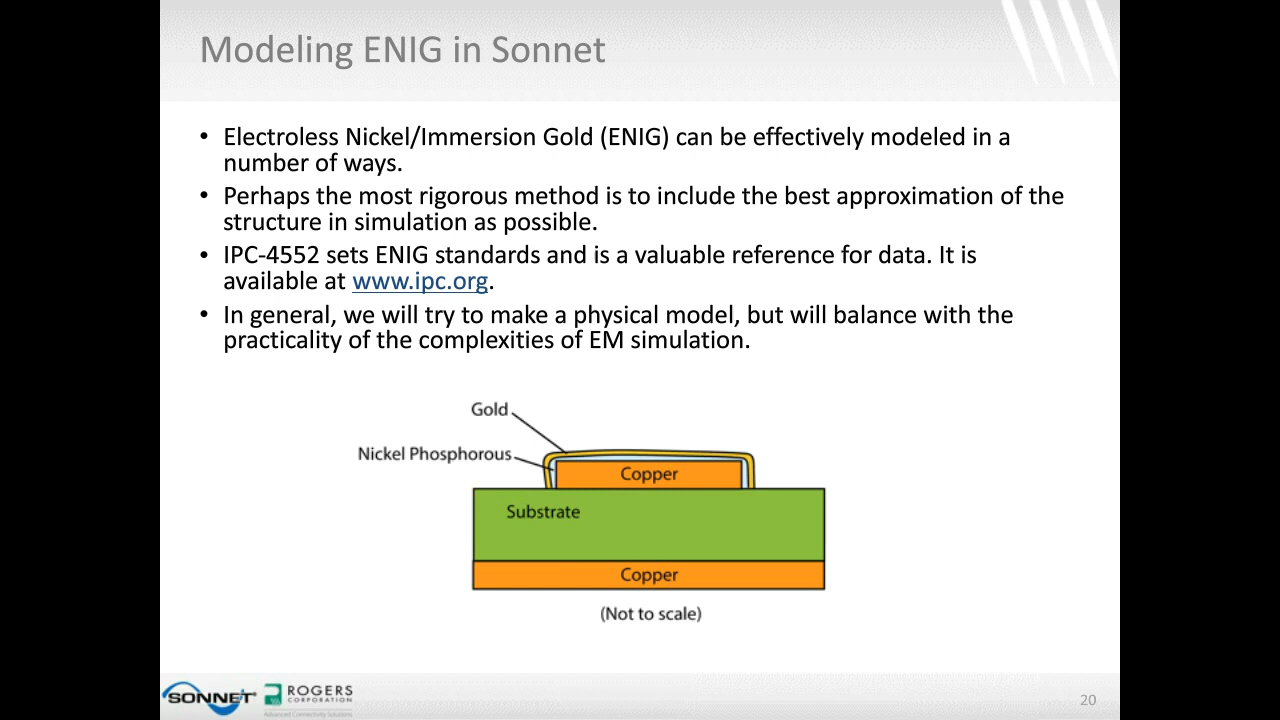 Modeling ENIG in Sonnet
• Electroless Nickel/Immersion Gold (ENIG) can be effectively modeled in a
number of ways.
• Perhaps the most rigorous method is to include the best approximation of the
structure in simulation as possible.
• IPC-4552 sets ENIG standards and is a valuable reference for data. It is
available at www.ipc.org.
• In general, we will try to make a physical model, but will balance with the
practicality of the complexities of EM simulation.
Gold
Nickel Phosphorous
Copper
Substrate
Copper
(Not to scale)
SONNET
ROGERS
CORPORATION
Advanced Connectivity Solutions
20